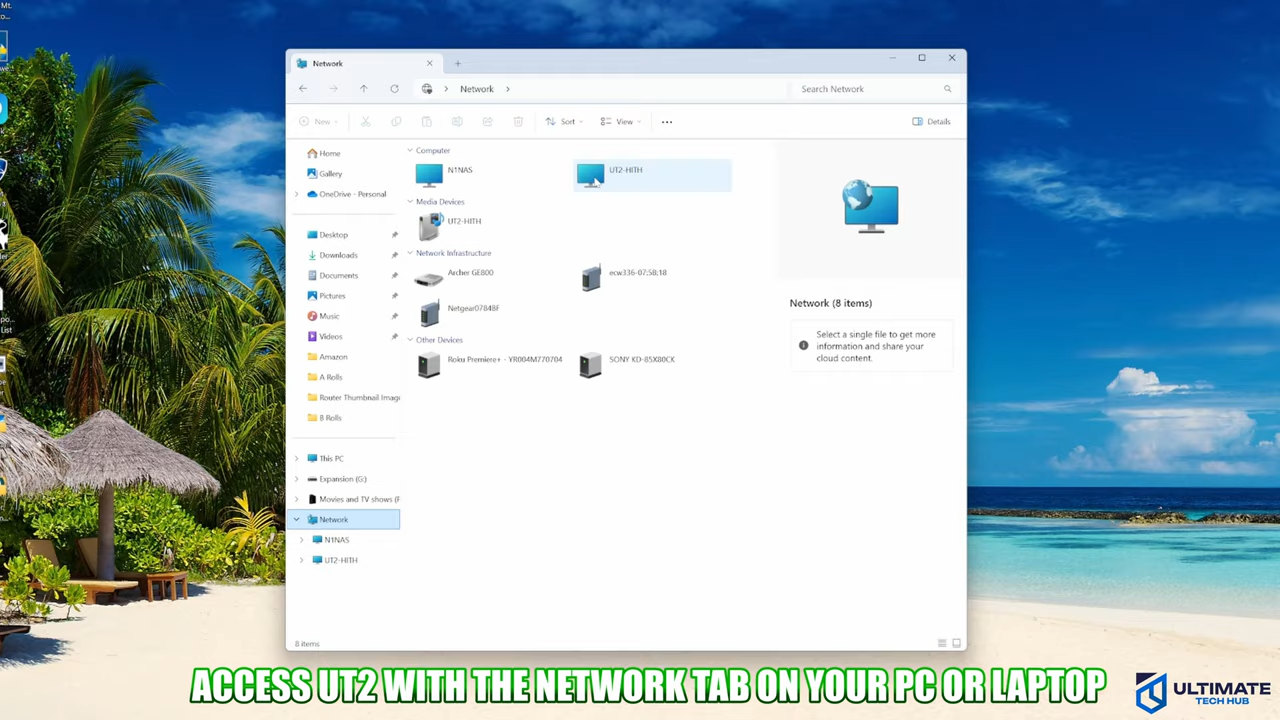 Mt.
Network
Network
Search Network
New
Sort
View
Details
Home
Gallery
OneDrive - Personal
Desktop
Downloads
Documents
Pictures
Music
Videos
Amazon
A Rolls
Router Thumbnail Imag
B Rolls
This PC
Expansion (G:)
Movies and TV shows (F
Network
N1NAS
UT2-HITH
Computer
N1NAS
UT2-HITH
Media Devices
UT2-HITH
Network Infrastructure
Archer GE800
ecw336-07:58:18
Netgear07848F
Other Devices
Roku Premiere+ - YR004M770704
SONY KD-85X80CK
Network (8 items)
Select a single file to get more
information and share your
cloud content.
8 items
List
ACCESS UT2 WITH THE NETWORK TAB ON YOUR PC OR LAPTOP
ULTIMATE
TECH HUB